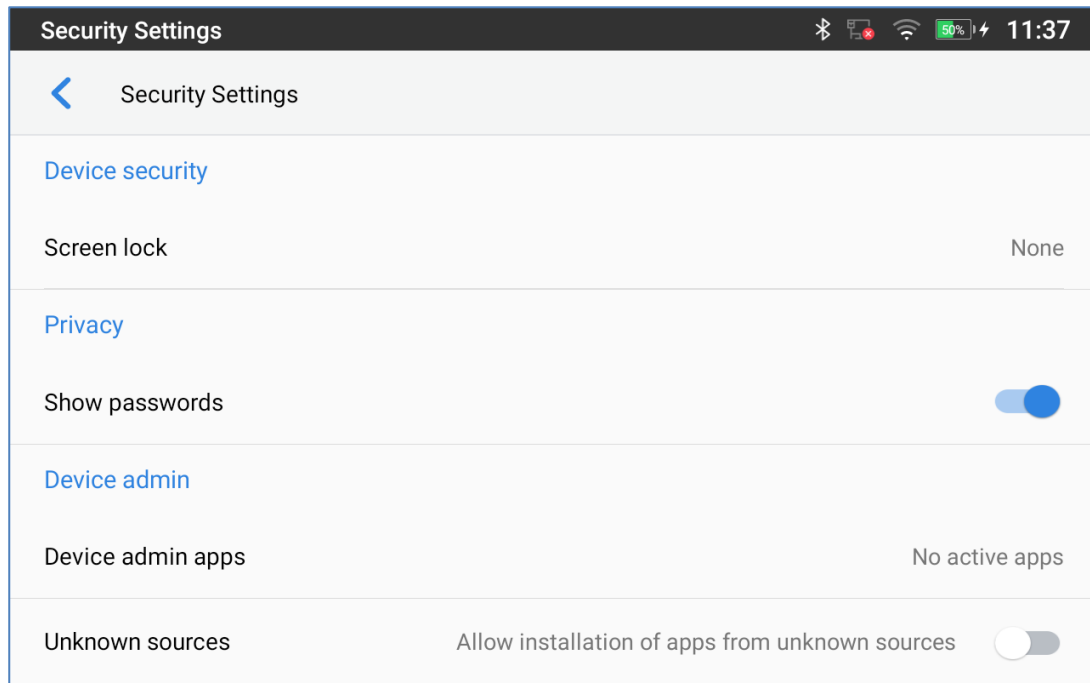 Security Settings 50% 11:37
Security Settings
Device security
Screen lock None
Privacy
Show passwords
Device admin
Device admin apps No active apps
Unknown sources Allow installation of apps from unknown sources